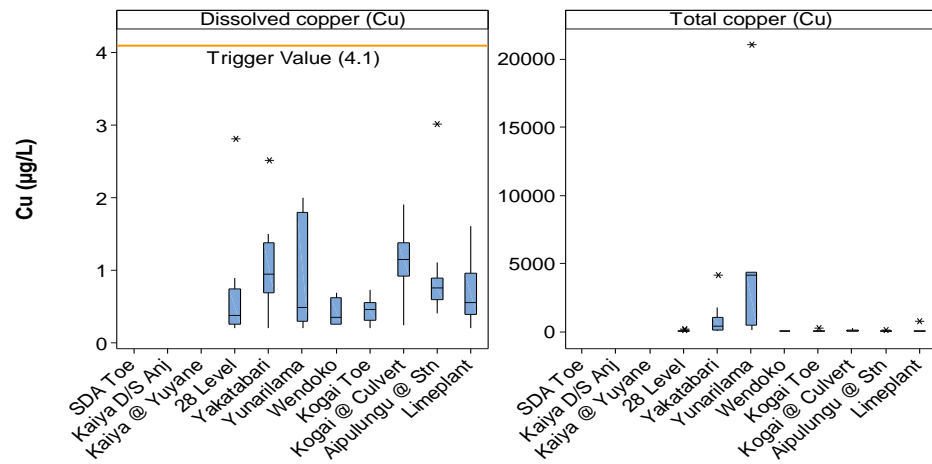 Dissolved copper (Cu)
Total copper (Cu)
Cu (µg/L)
4
3
2
1
0
Trigger Value (4.1)
20000
15000
10000
5000
0
SDA Toe
Kaiya D/S Anj
Kaiya @ Yuyane
28 Level
Yakatabari
Yunarilama
Wendoko
Kogai Toe
Kogai @ Culvert
Aipulungu @ Stn
Limeplant
SDA Toe
Kaiya D/S Anj
Kaiya @ Yuyane
28 Level
Yakatabari
Yunarilama
Wendoko
Kogai Toe
Kogai @ Culvert
Aipulungu @ Stn
Limeplant